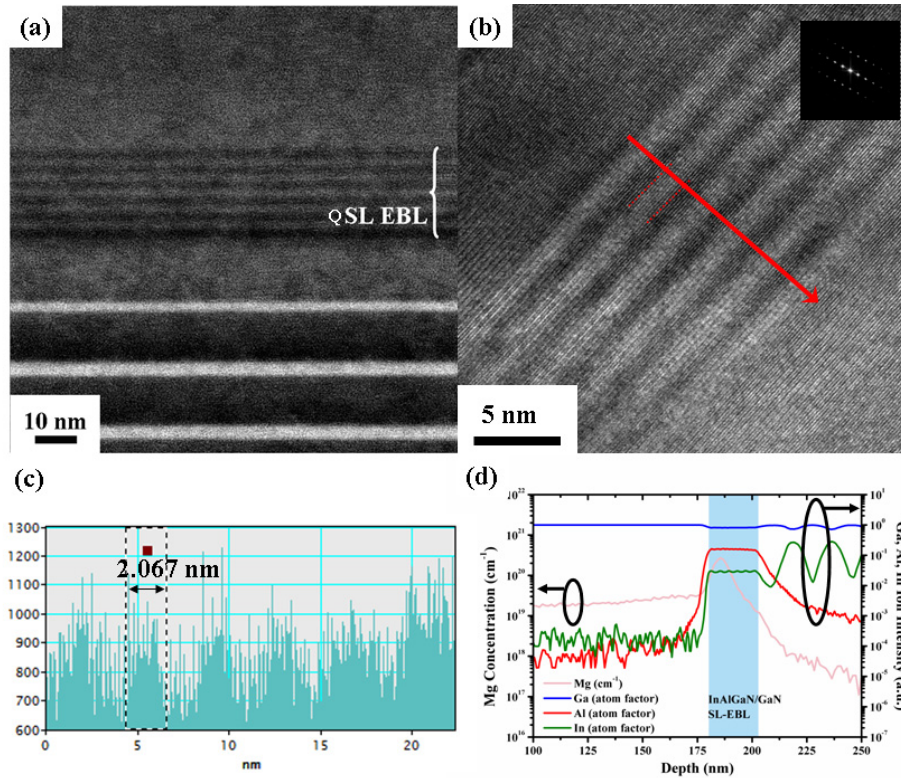 (a)
QSL EBL
10 nm
(b)
5 nm
(c)
1300
1200
1100
1000
900
800
700
600
2.067 nm
0
5
10
15
20
nm
(d)
Mg Concentration (cm⁻¹)
10²²
10²¹
10²⁰
10¹⁹
10¹⁸
10¹⁷
10¹⁶
Mg (cm⁻¹)
Ga (atom factor)
Al (atom factor)
In (atom factor)
InAlGaN/GaN
SL-EBL
10¹
10⁰
10⁻¹
10⁻²
10⁻³
10⁻⁴
10⁻⁵
10⁻⁶
10⁻⁷
Ga, Al, In Ion Intensity (a.u.)
100
125
150
175
200
225
250
Depth (nm)